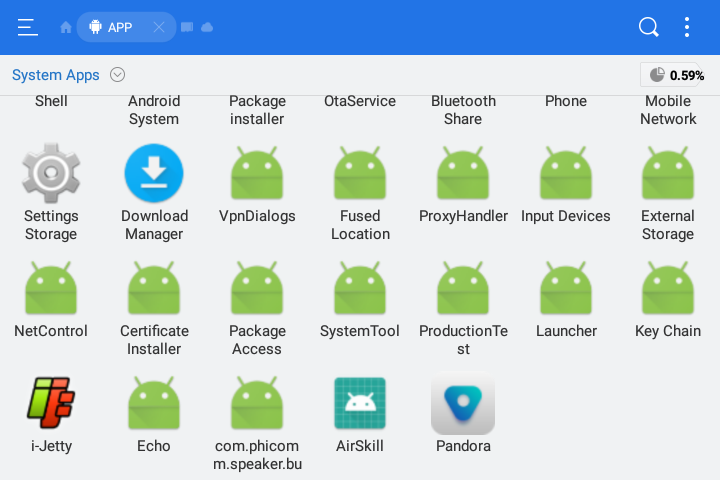 APP
System Apps
0.59%
Shell
Android
System
Package
installer
OtaService
Bluetooth
Share
Phone
Mobile
Network
Settings
Storage
Download
Manager
VpnDialogs
Fused
Location
ProxyHandler
Input Devices
External
Storage
NetControl
Certificate
Installer
Package
Access
SystemTool
ProductionTe
st
Launcher
Key Chain
i-Jetty
Echo
com.phicom
m.speaker.bu
AirSkill
Pandora